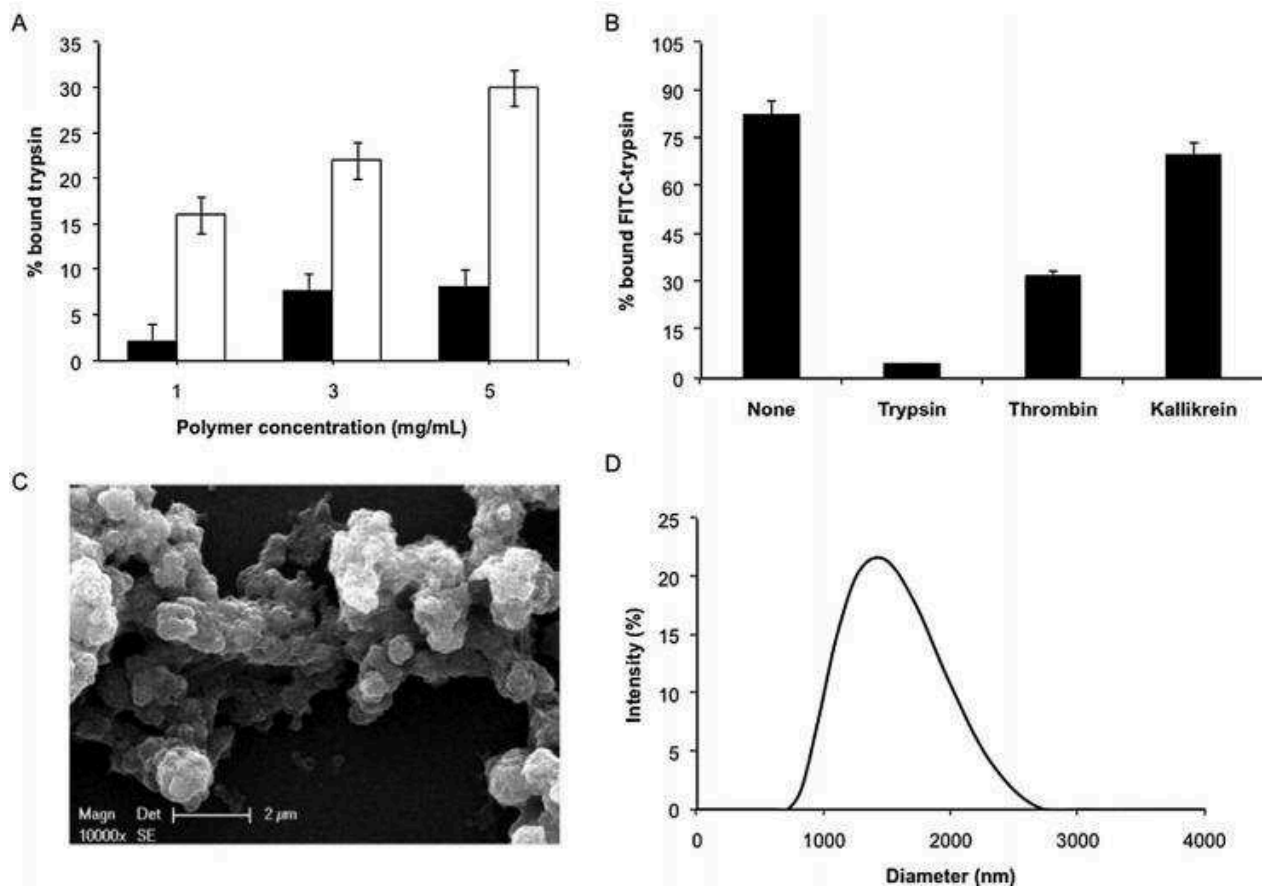 A
35
30
25
20
15
10
5
0
% bound trypsin
1 3 5
Polymer concentration (mg/mL)
B
105
90
75
60
45
30
15
0
% bound FITC-trypsin
None Trypsin Thrombin Kallikrein
C
Magn Det 2 µm
10000x SE
D
25
20
15
10
5
0
Intensity (%)
0 1000 2000 3000 4000
Diameter (nm)